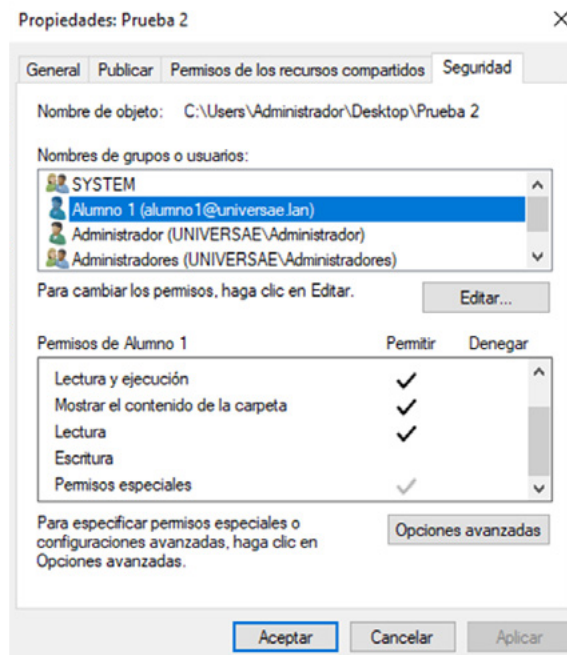 Propiedades: Prueba 2
General Publicar Permisos de los recursos compartidos Seguridad
Nombre de objeto: C:\Users\Administrador\Desktop\Prueba 2
Nombres de grupos o usuarios:
SYSTEM
Alumno 1 (alumno1@universae.lan)
Administrador (UNIVERSAE\Administrador)
Administradores (UNIVERSAE\Administradores)
Para cambiar los permisos, haga clic en Editar. Editar...
Permisos de Alumno 1 Permitir Denegar
Lectura y ejecución
Mostrar el contenido de la carpeta
Lectura
Escritura
Permisos especiales
Para especificar permisos especiales o
configuraciones avanzadas, haga clic en
Opciones avanzadas.
Opciones avanzadas
Aceptar Cancelar Aplicar